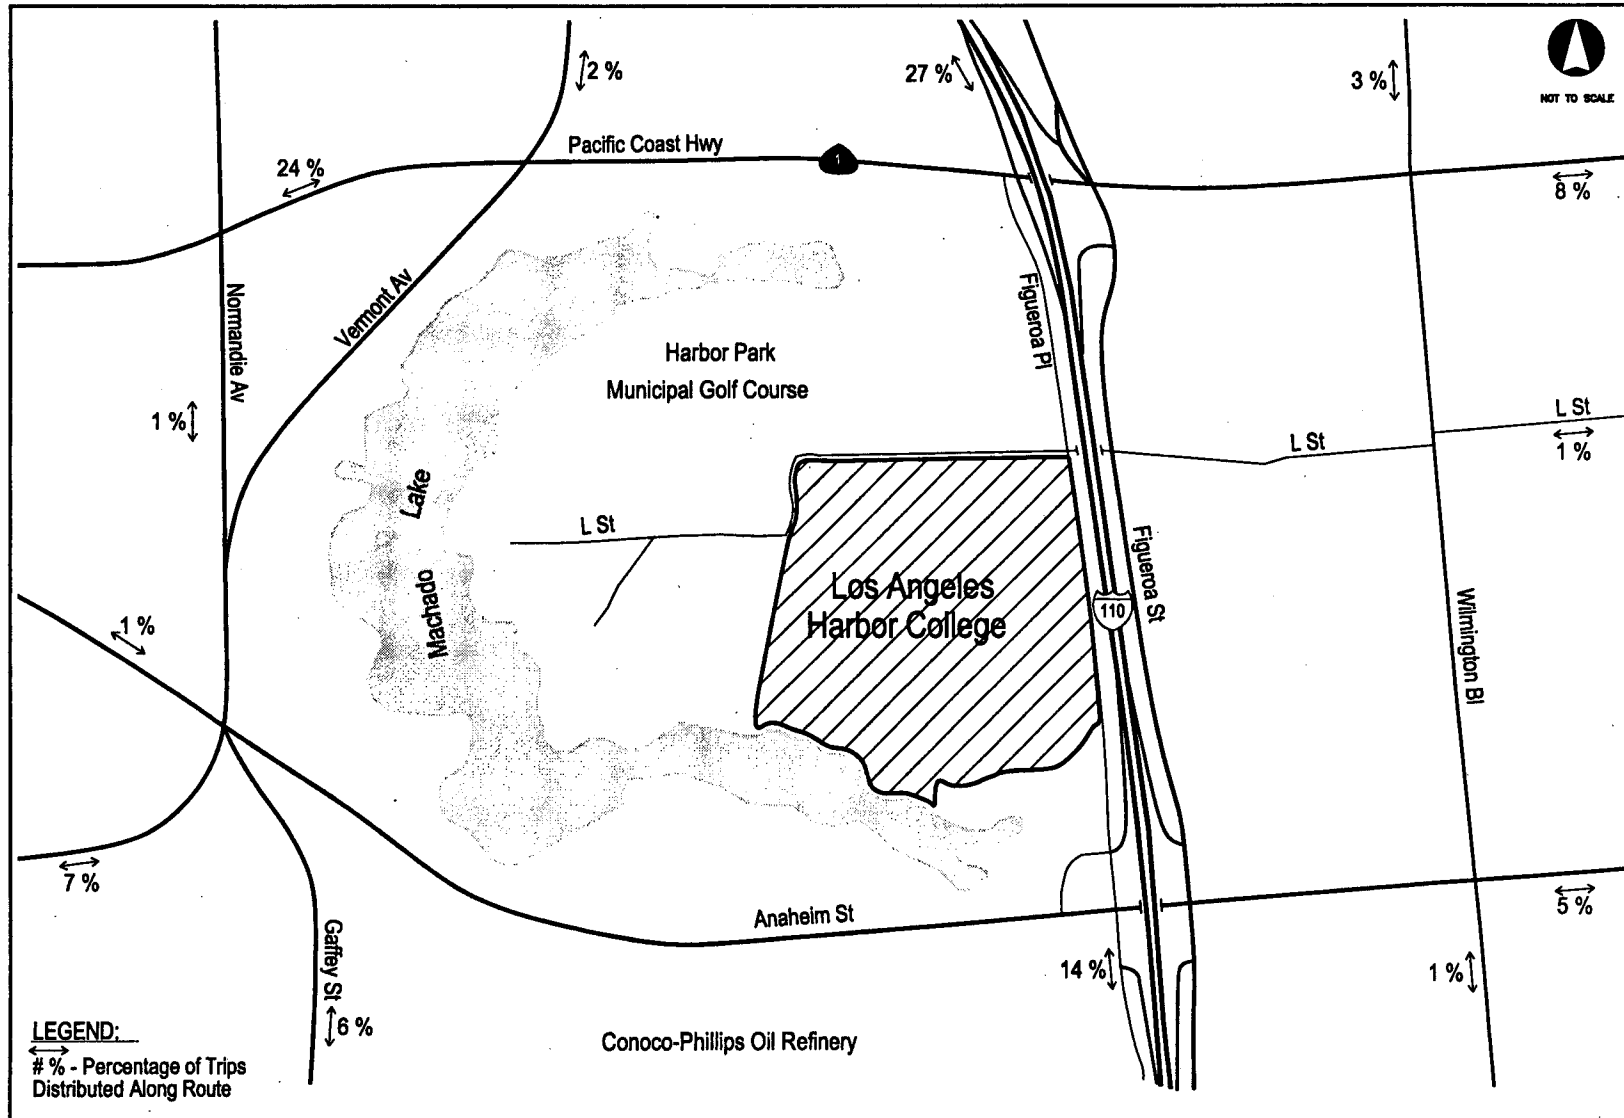 2 %
27 %
3 %
NOT TO SCALE
Pacific Coast Hwy
1
24 %
8 %
Normandie Av
Vermont Av
Figueroa Pl
Harbor Park
Municipal Golf Course
1 %
L St
L St
1 %
Lake
Machado
L St
Los Angeles
Harbor College
110
Figueroa St
Wilmington Bl
1 %
7 %
Anaheim St
5 %
Gaffey St
14 %
1 %
6 %
Conoco-Phillips Oil Refinery
LEGEND:
# % - Percentage of Trips
Distributed Along Route